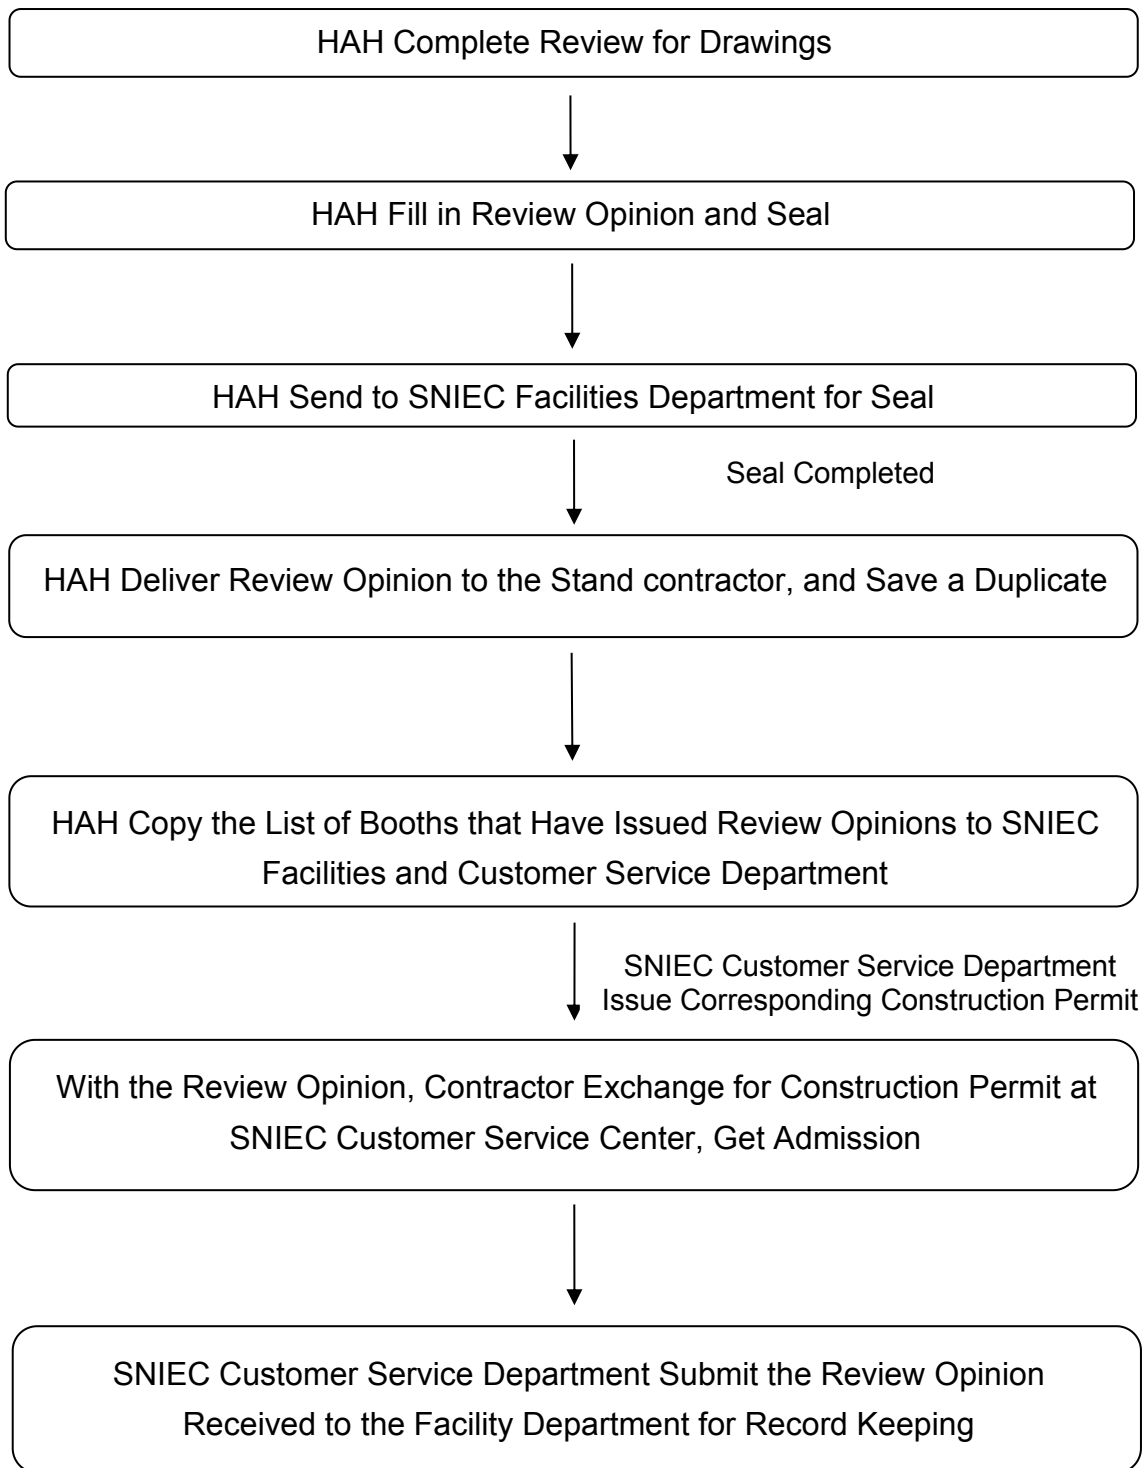 HAH Complete Review for Drawings
HAH Fill in Review Opinion and Seal
HAH Send to SNIEC Facilities Department for Seal
Seal Completed
HAH Deliver Review Opinion to the Stand contractor, and Save a Duplicate
HAH Copy the List of Booths that Have Issued Review Opinions to SNIEC
Facilities and Customer Service Department
SNIEC Customer Service Department
Issue Corresponding Construction Permit
With the Review Opinion, Contractor Exchange for Construction Permit at
SNIEC Customer Service Center, Get Admission
SNIEC Customer Service Department Submit the Review Opinion
Received to the Facility Department for Record Keeping